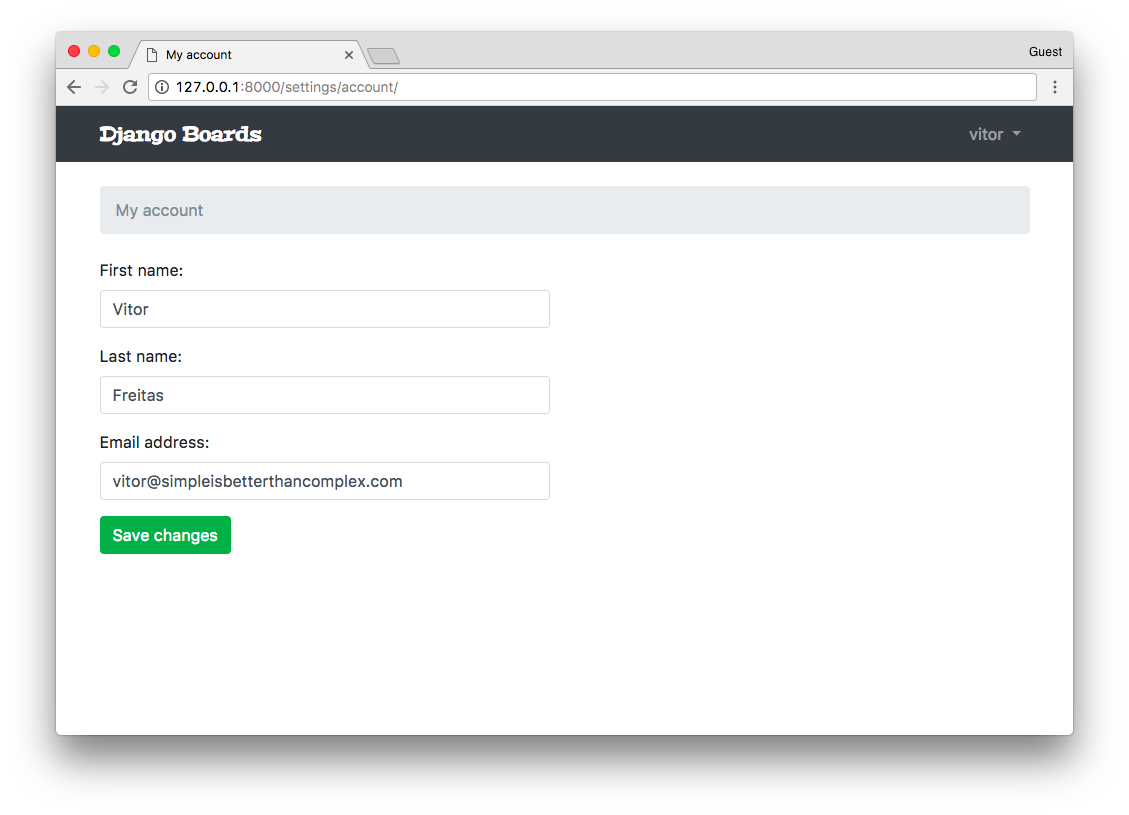 My account
Guest
127.0.0.1:8000/settings/account/
Django Boards
vitor
My account
First name:
Vitor
Last name:
Freitas
Email address:
vitor@simpleisbetterthancomplex.com
Save changes